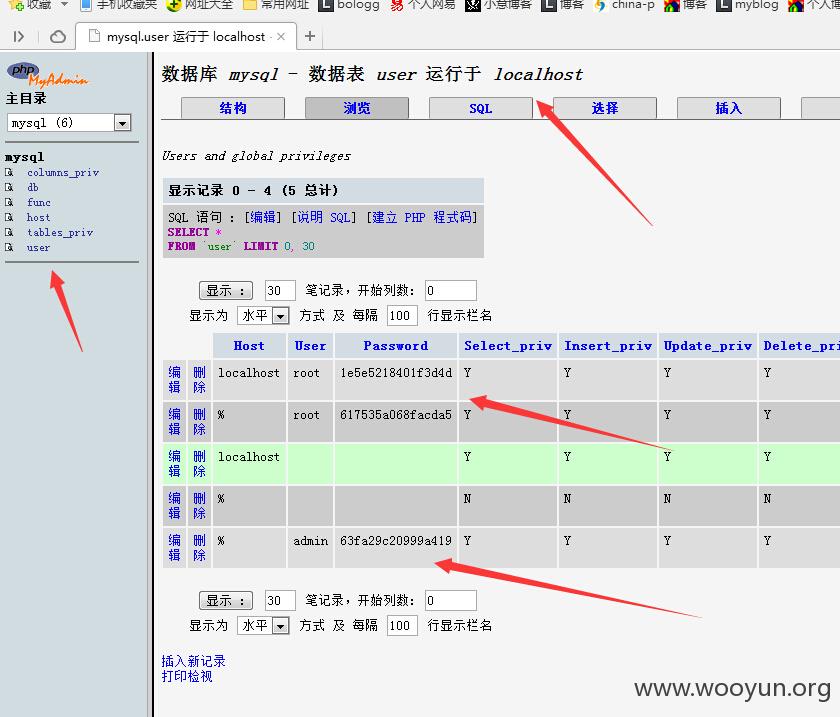 收藏 手机收藏夹 网址大全 常用网址 bolog 个人网易 小意博客 博客 china-p 博客 myblog 个人博
mysql.user 运行于 localhost
php
MyAdmin
主目录
mysql (6)
mysql
columns_priv
db
func
host
tables_priv
user
数据库 mysql - 数据表 user 运行于 localhost
结构 浏览 SQL 选择 插入
Users and global privileges
显示记录 0 - 4 (5 总计)
SQL 语句 : [编辑] [说明 SQL] [建立 PHP 程式码]
SELECT *
FROM `user` LIMIT 0, 30
显示 : 30 笔记录，开始列数: 0
显示为 水平 方式 及 每隔 100 行显示栏名
Host User Password Select_priv Insert_priv Update_priv Delete_pri
编辑 删除 localhost root 1e5e5218401f3d4d Y Y Y Y
编辑 删除 % root 617535a068facda5 Y Y Y Y
编辑 删除 localhost Y Y Y Y
编辑 删除 % N N N N
编辑 删除 % admin 63fa29c20999a419 Y Y Y Y
显示 : 30 笔记录，开始列数: 0
显示为 水平 方式 及 每隔 100 行显示栏名
插入新记录
打印检视
www.wooyun.org